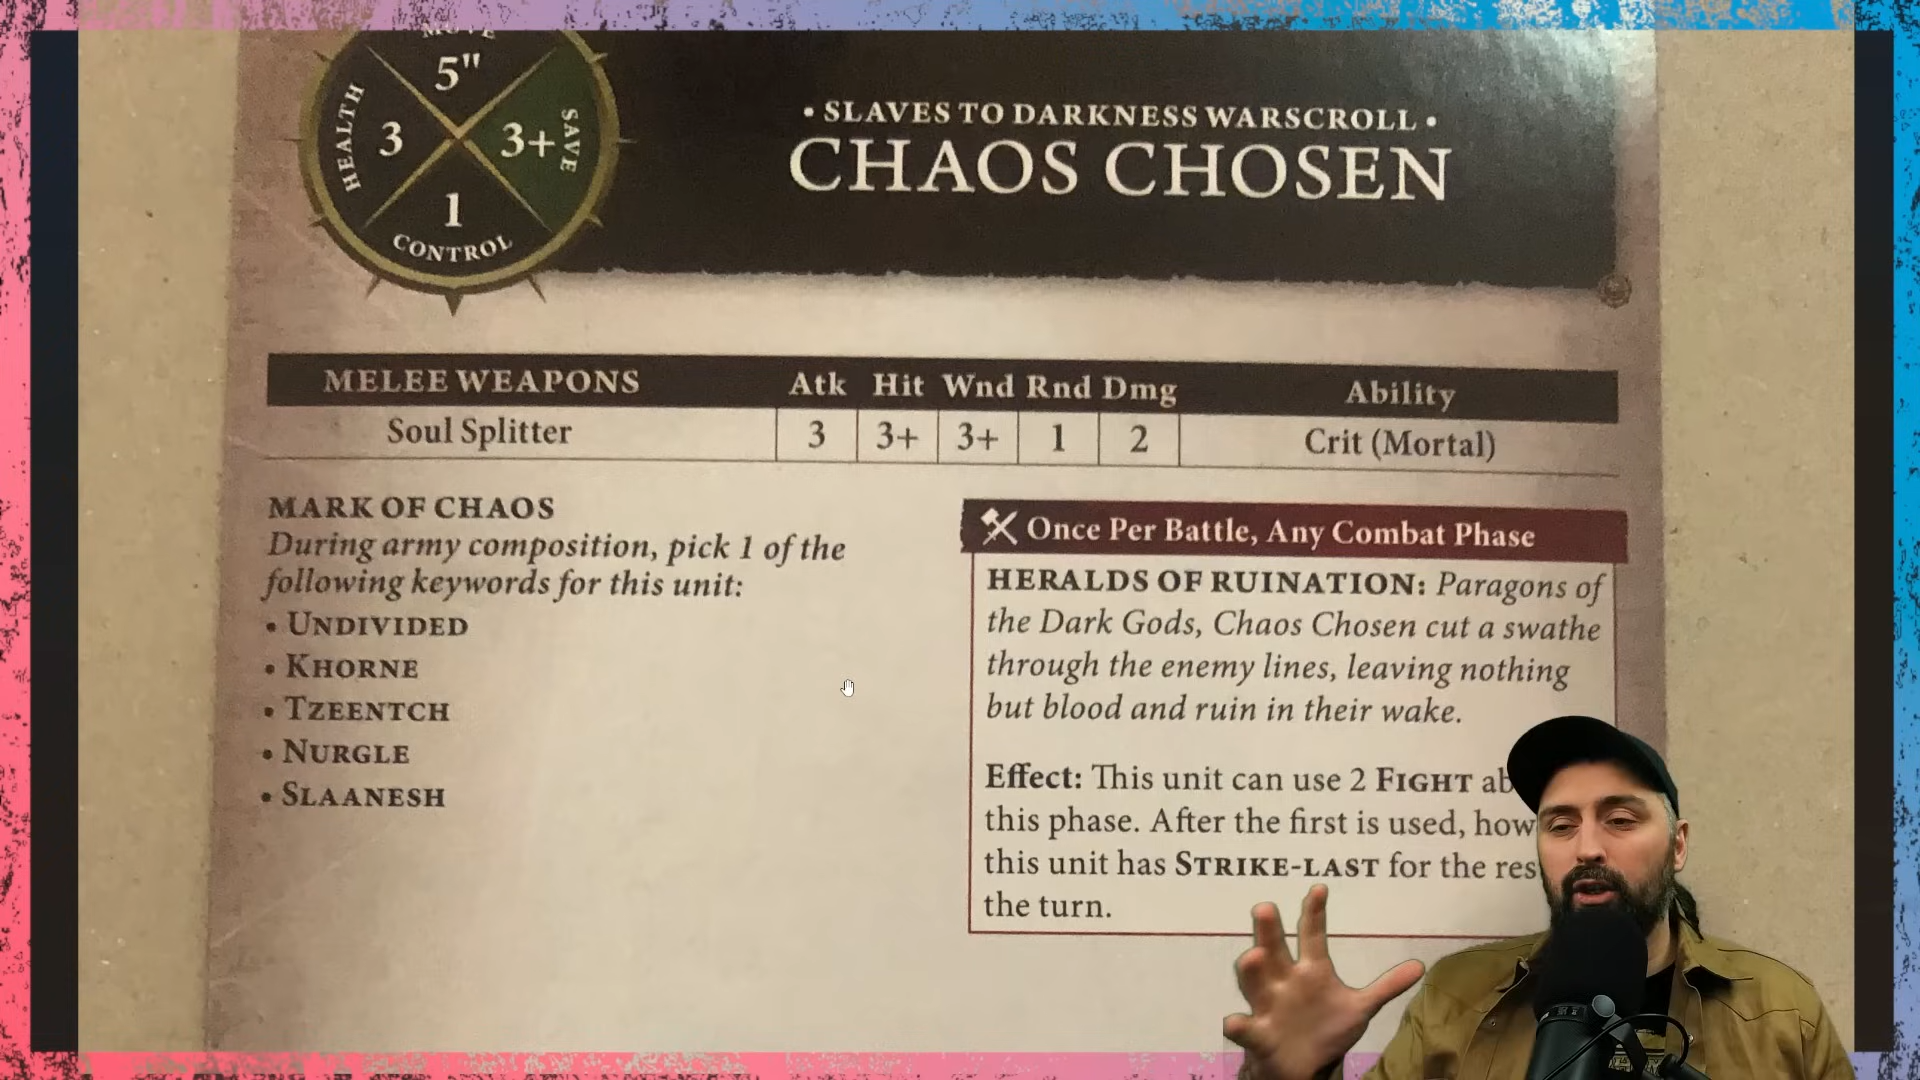 MOVE
5"
HEALTH
3
3+
SAVE
1
CONTROL
• SLAVES TO DARKNESS WARSCROLL •
CHAOS CHOSEN
MELEE WEAPONS Atk Hit Wnd Rnd Dmg Ability
Soul Splitter 3 3+ 3+ 1 2 Crit (Mortal)
MARK OF CHAOS
During army composition, pick 1 of the
following keywords for this unit:
• UNDIVIDED
• KHORNE
• TZEENTCH
• NURGLE
• SLAANESH
Once Per Battle, Any Combat Phase
HERALDS OF RUINATION: Paragons of
the Dark Gods, Chaos Chosen cut a swathe
through the enemy lines, leaving nothing
but blood and ruin in their wake.
Effect: This unit can use 2 FIGHT
this phase. After the first is used,
this unit has STRIKE-LAST for the
the turn.